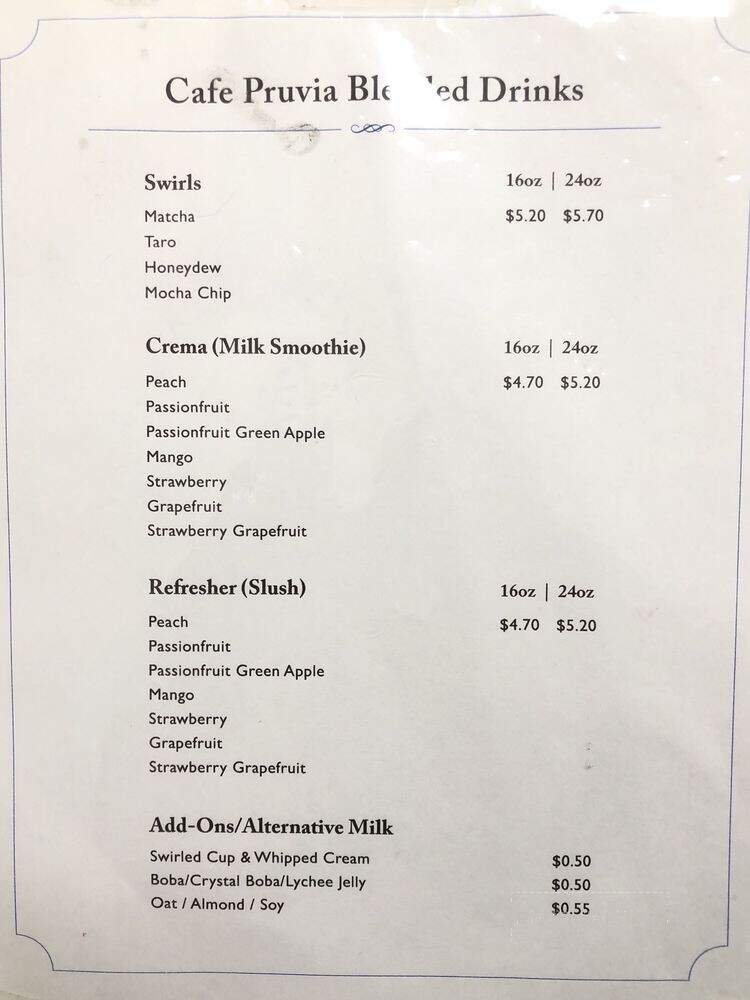 Cafe Pruvia Blended Drinks
Swirls 16oz | 24oz
Matcha $5.20 $5.70
Taro
Honeydew
Mocha Chip
Crema (Milk Smoothie) 16oz | 24oz
Peach $4.70 $5.20
Passionfruit
Passionfruit Green Apple
Mango
Strawberry
Grapefruit
Strawberry Grapefruit
Refresher (Slush) 16oz | 24oz
Peach $4.70 $5.20
Passionfruit
Passionfruit Green Apple
Mango
Strawberry
Grapefruit
Strawberry Grapefruit
Add-Ons/Alternative Milk
Swirled Cup & Whipped Cream $0.50
Boba/Crystal Boba/Lychee Jelly $0.50
Oat / Almond / Soy $0.55